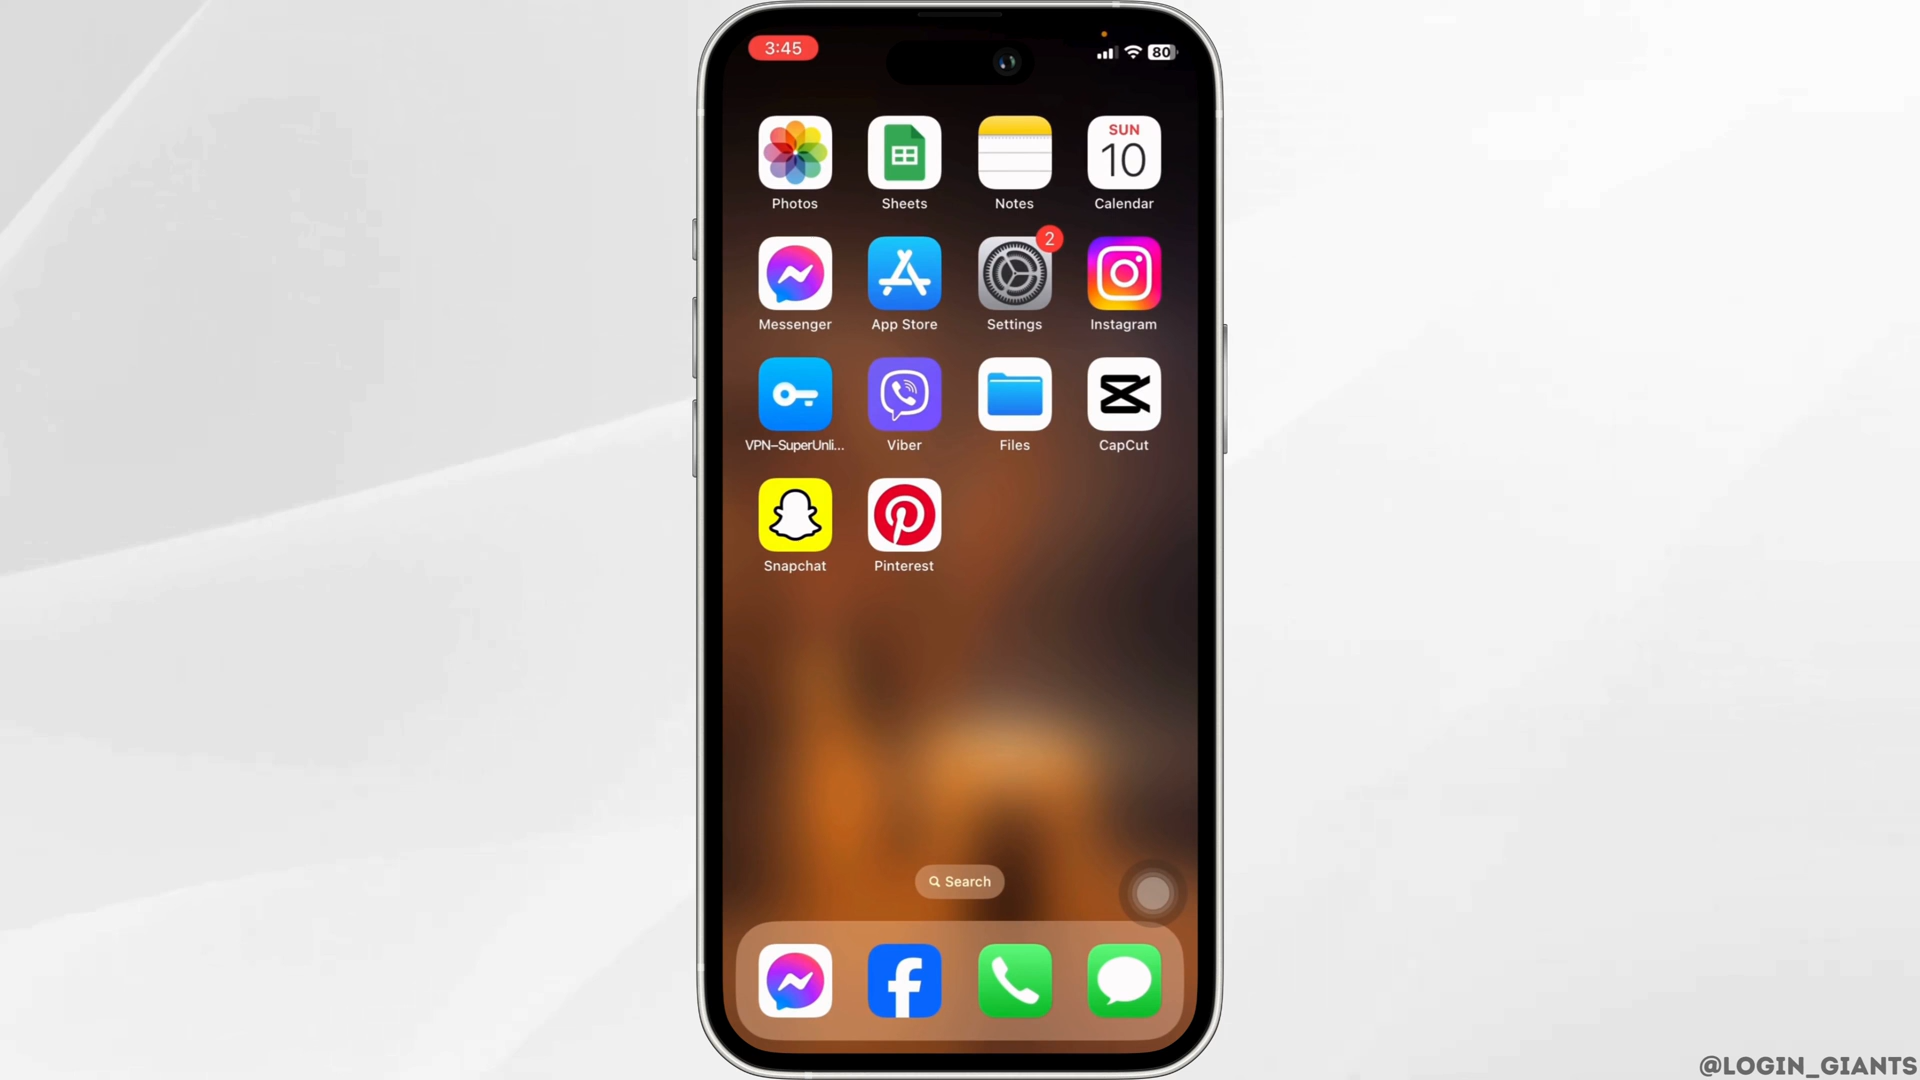 3:45
80
SUN
10
Photos
Sheets
Notes
Calendar
2
Messenger
App Store
Settings
Instagram
VPN–SuperUnli...
Viber
Files
CapCut
Snapchat
Pinterest
Search
@LOGIN_GIANTS